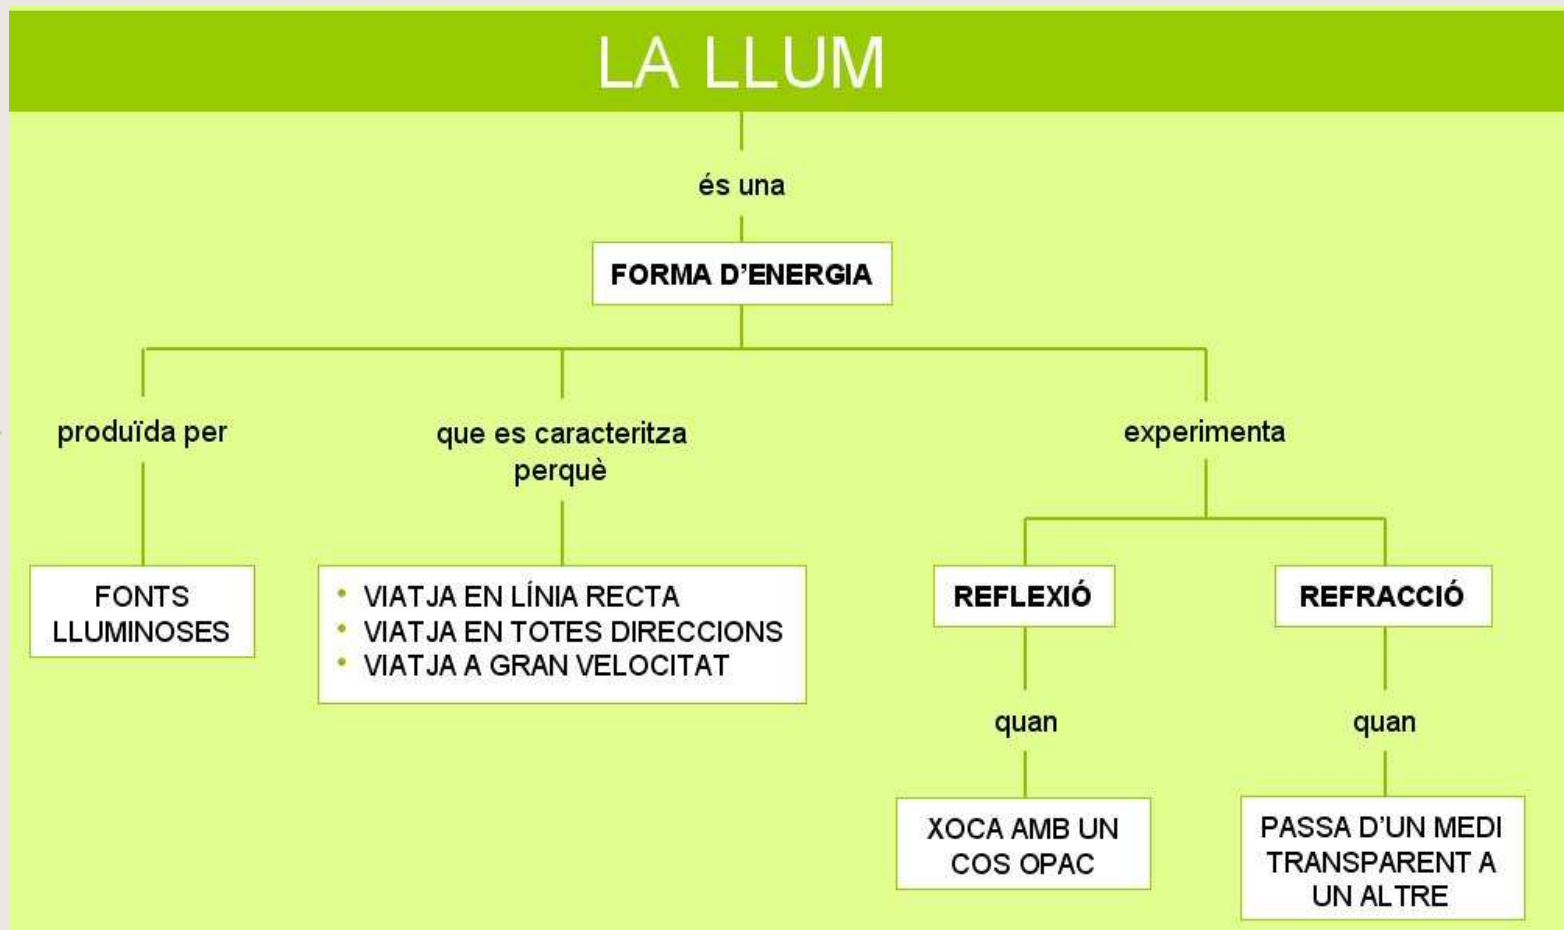 LA LLUM
és una
FORMA D'ENERGIA
produïda per
que es caracteritza
perquè
experimenta
FONTS
LLUMINOSES
• VIATJA EN LÍNIA RECTA
• VIATJA EN TOTES DIRECCIONS
• VIATJA A GRAN VELOCITAT
REFLEXIÓ
REFRACCIÓ
quan
quan
XOCA AMB UN
COS OPAC
PASSA D'UN MEDI
TRANSPARENT A
UN ALTRE